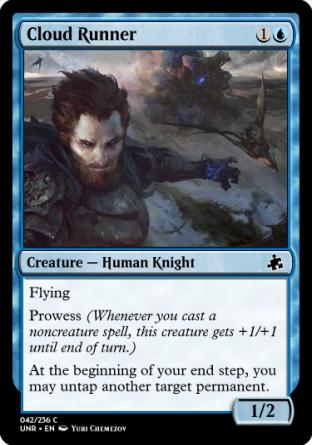 Cloud Runner 1
Creature — Human Knight
Flying
Prowess (Whenever you cast a
noncreature spell, this creature gets +1/+1
until end of turn.)
At the beginning of your end step, you
may untap another target permanent.
1/2
042/236 C
UNR • EN YURI CHEMEZOV